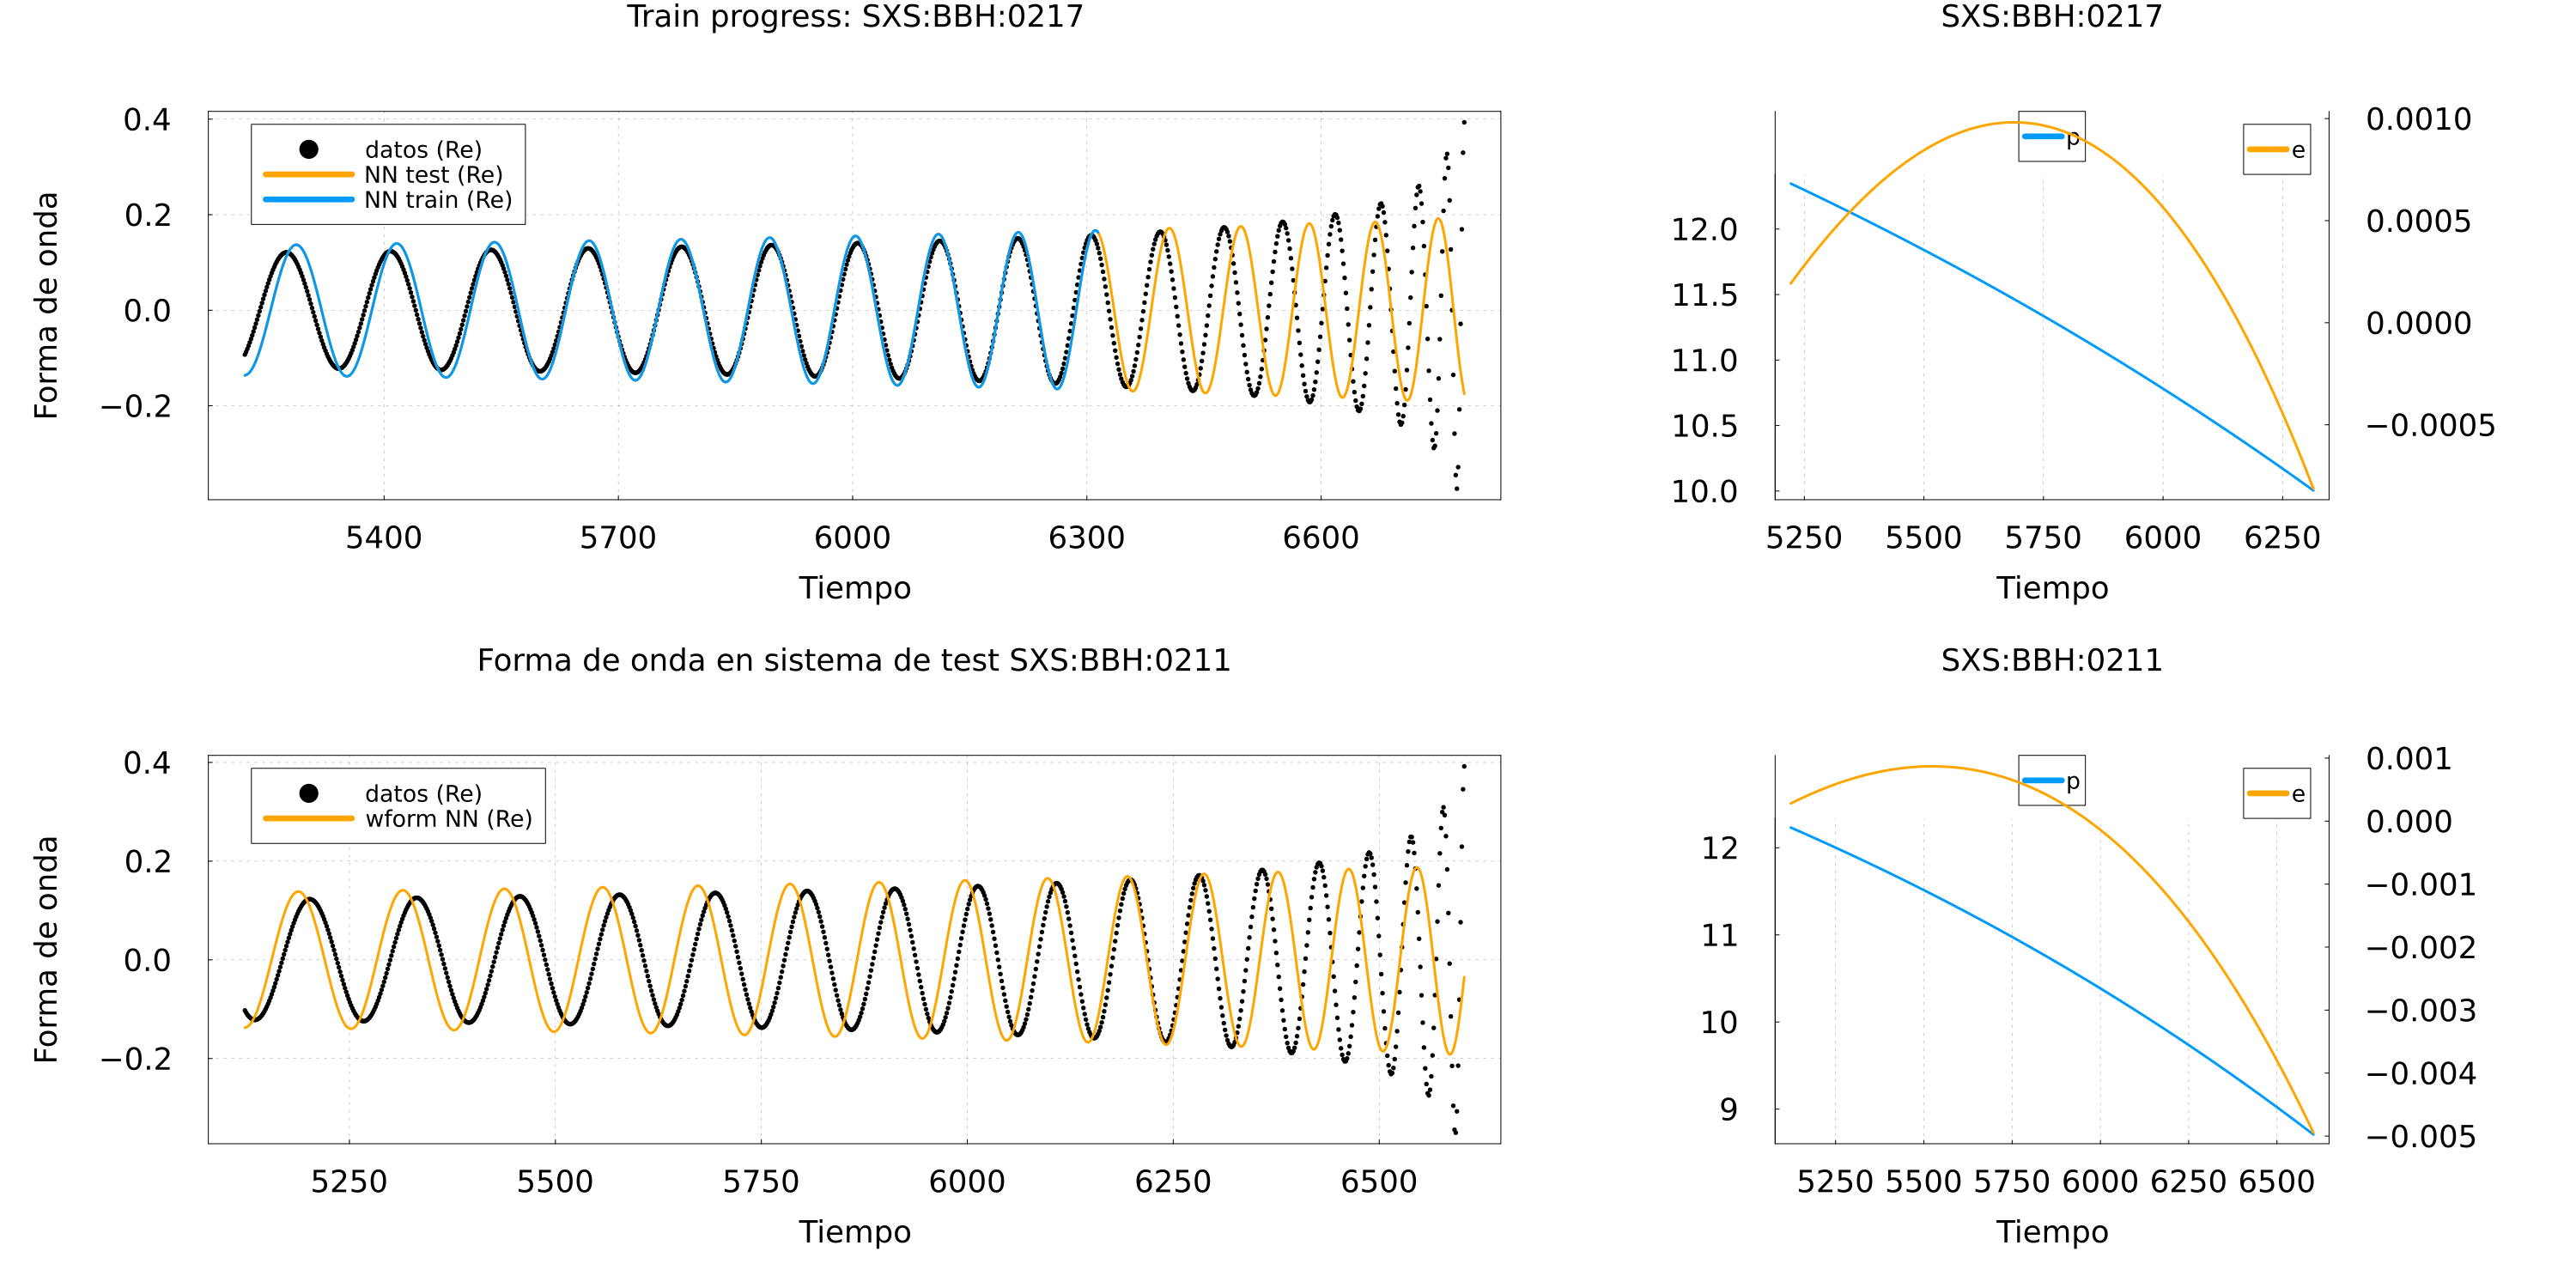 Train progress: SXS:BBH:0217
Forma de onda
0.4
0.2
0.0
−0.2
datos (Re)
NN test (Re)
NN train (Re)
5400 5700 6000 6300 6600
Tiempo
SXS:BBH:0217
12.0
11.5
11.0
10.5
10.0
p
e
0.0010
0.0005
0.0000
−0.0005
5250 5500 5750 6000 6250
Tiempo
Forma de onda en sistema de test SXS:BBH:0211
Forma de onda
0.4
0.2
0.0
−0.2
datos (Re)
wform NN (Re)
5250 5500 5750 6000 6250 6500
Tiempo
SXS:BBH:0211
12
11
10
9
p
e
0.001
0.000
−0.001
−0.002
−0.003
−0.004
−0.005
5250 5500 5750 6000 6250 6500
Tiempo